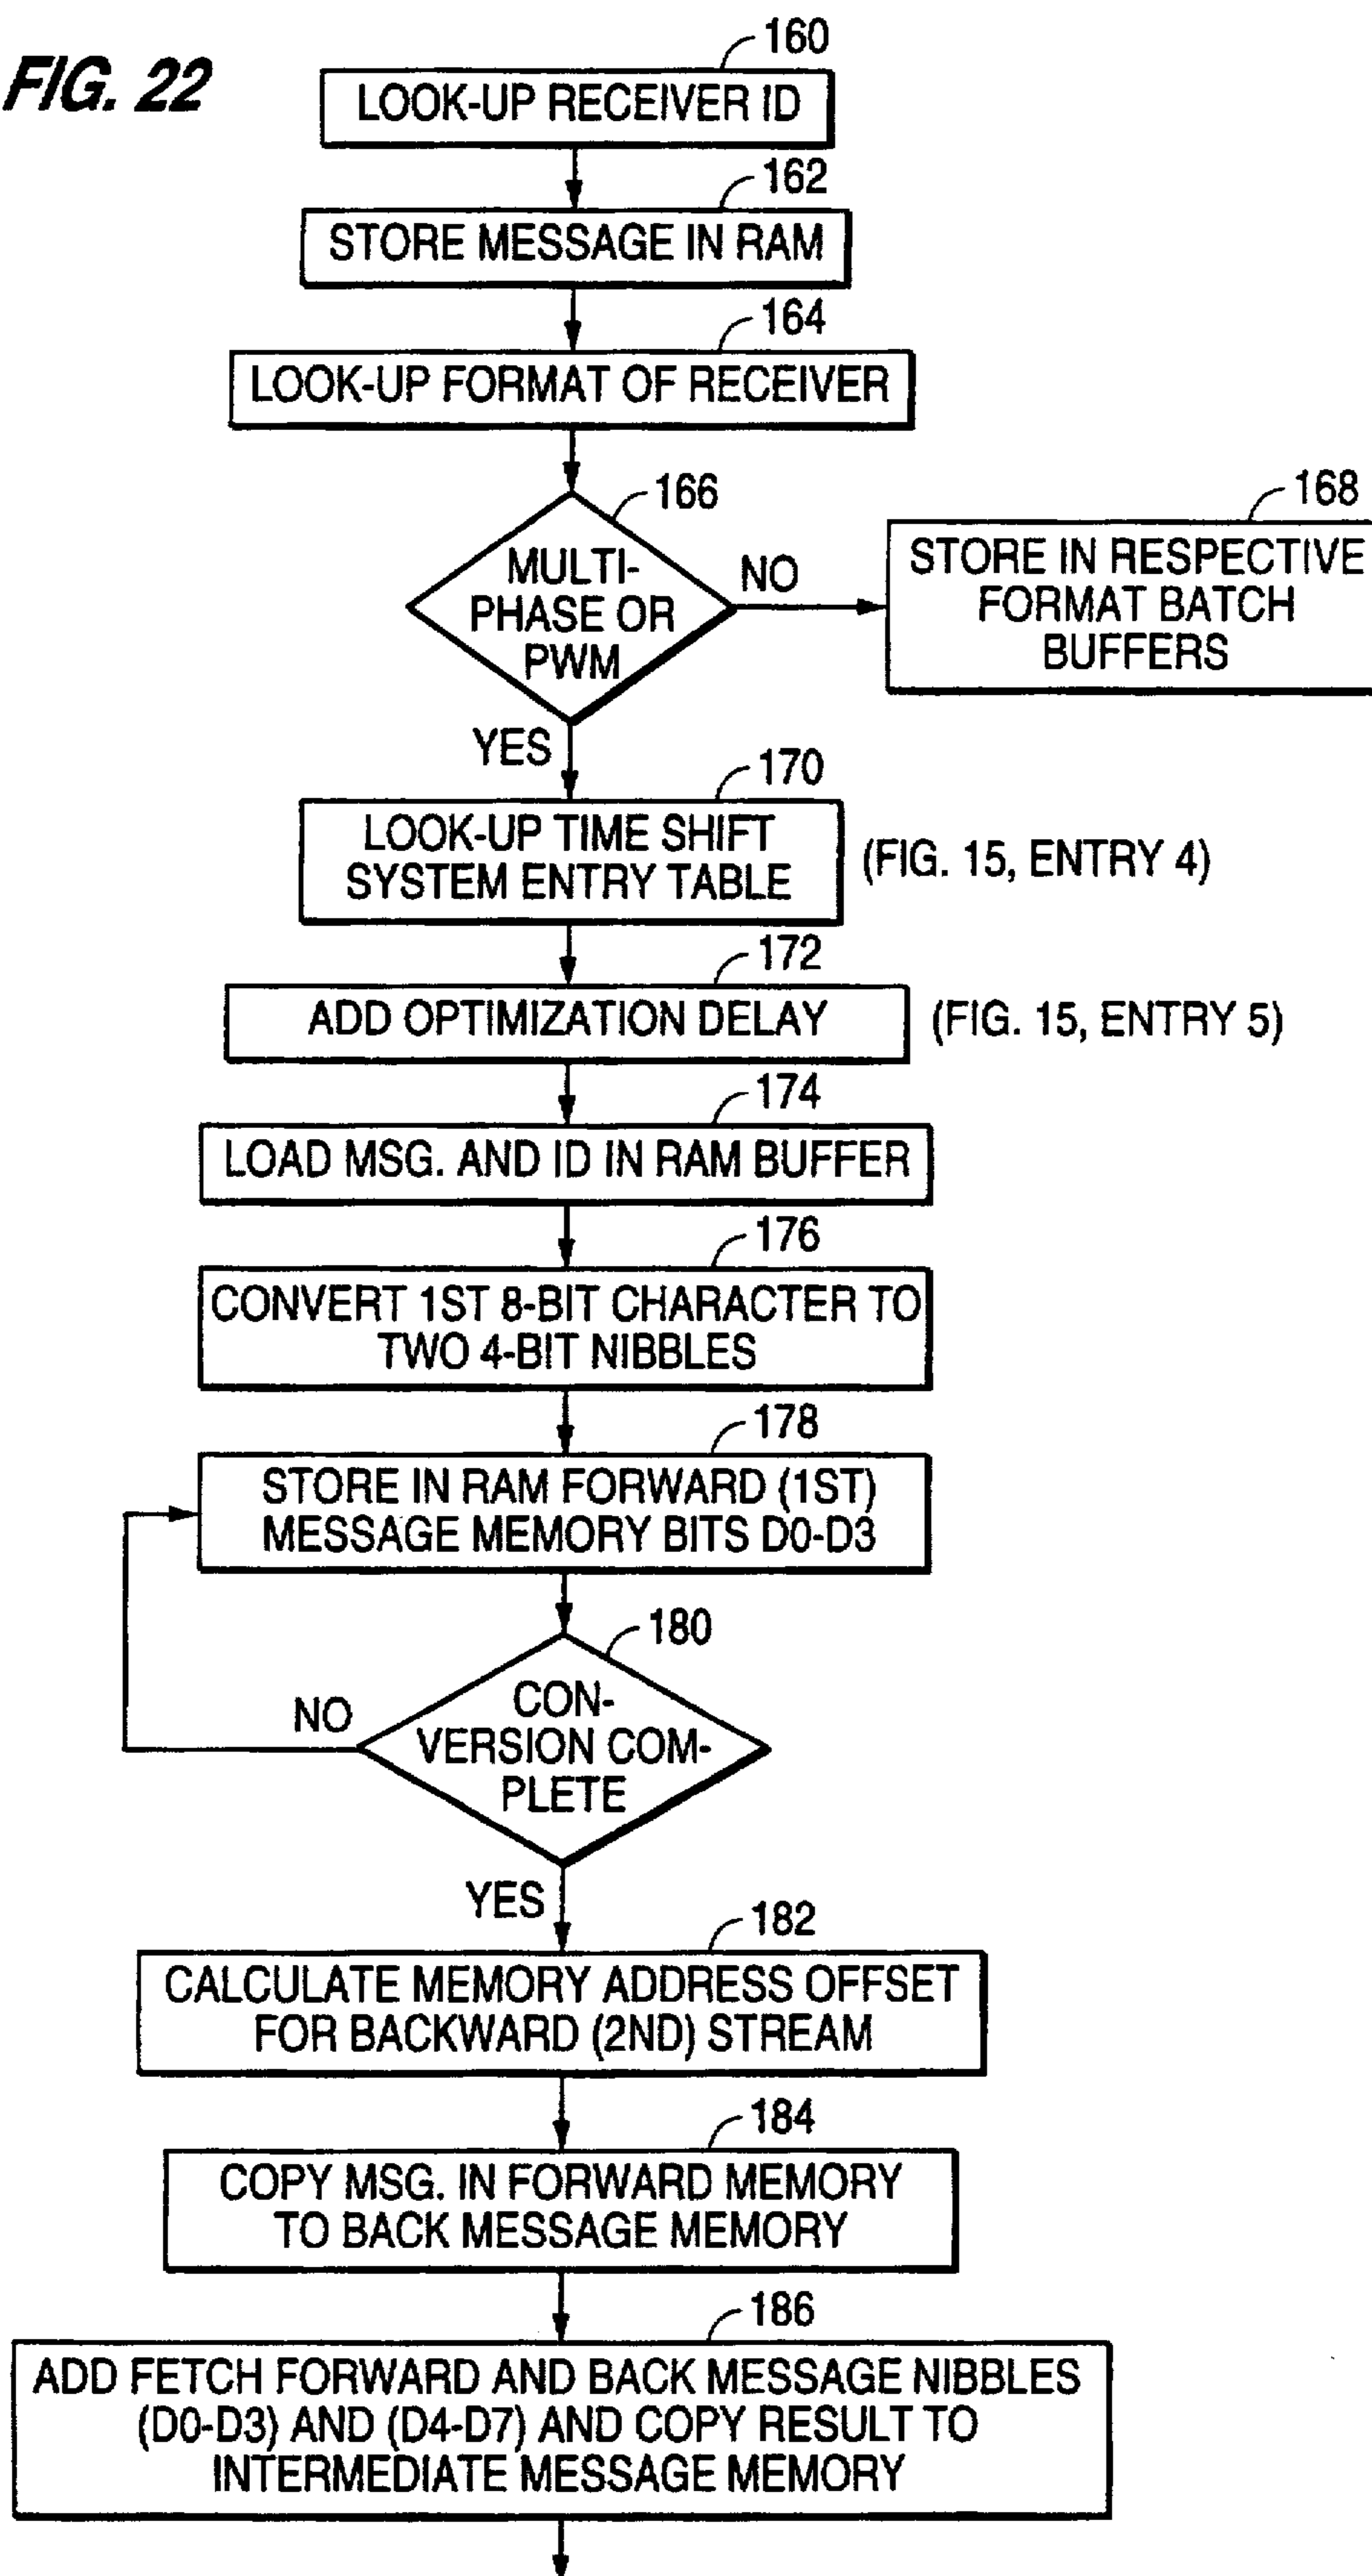 FIG. 22
160
LOOK-UP RECEIVER ID
162
STORE MESSAGE IN RAM
164
LOOK-UP FORMAT OF RECEIVER
166
MULTI-
PHASE OR
PWM
NO
168
STORE IN RESPECTIVE
FORMAT BATCH
BUFFERS
YES
170
LOOK-UP TIME SHIFT
SYSTEM ENTRY TABLE
(FIG. 15, ENTRY 4)
172
ADD OPTIMIZATION DELAY
(FIG. 15, ENTRY 5)
174
LOAD MSG. AND ID IN RAM BUFFER
176
CONVERT 1ST 8-BIT CHARACTER TO
TWO 4-BIT NIBBLES
178
STORE IN RAM FORWARD (1ST)
MESSAGE MEMORY BITS D0-D3
180
CON-
VERSION COM-
PLETE
NO
YES
182
CALCULATE MEMORY ADDRESS OFFSET
FOR BACKWARD (2ND) STREAM
184
COPY MSG. IN FORWARD MEMORY
TO BACK MESSAGE MEMORY
186
ADD FETCH FORWARD AND BACK MESSAGE NIBBLES
(D0-D3) AND (D4-D7) AND COPY RESULT TO
INTERMEDIATE MESSAGE MEMORY